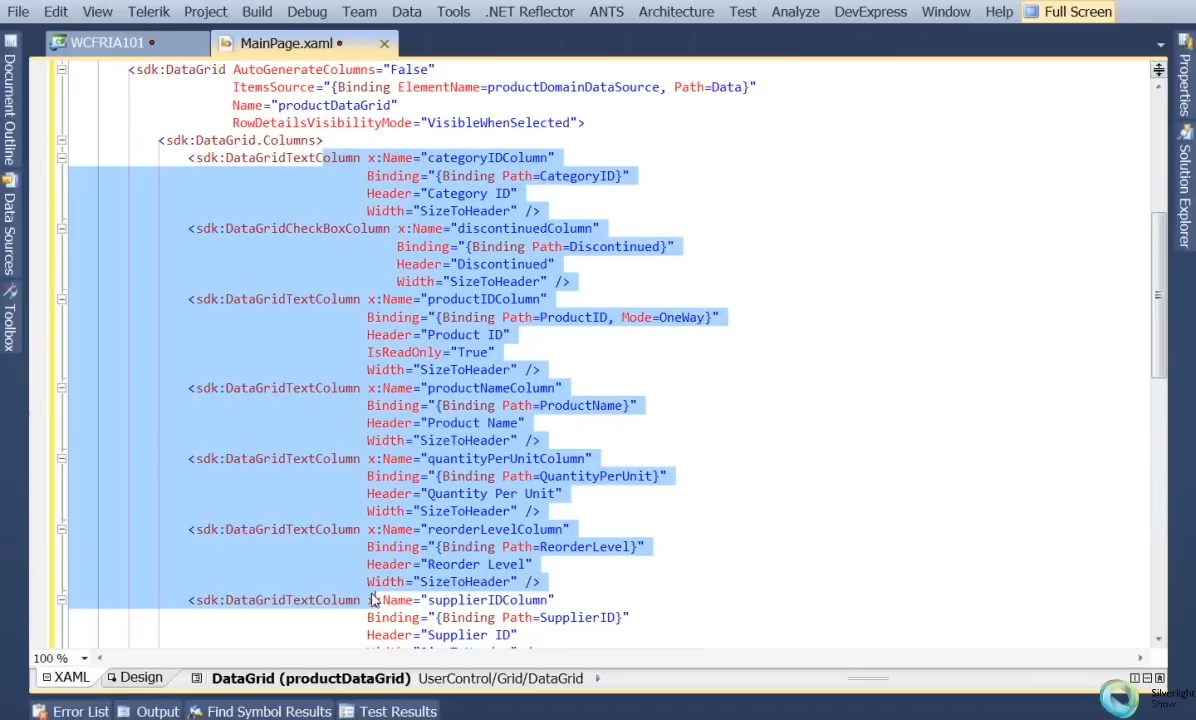 File Edit View Telerik Project Build Debug Team Data Tools .NET Reflector ANTS Architecture Test Analyze DevExpress Window Help Full Screen
WCFRIA101 MainPage.xaml
<sdk:DataGrid AutoGenerateColumns="False"
ItemsSource="{Binding ElementName=productDomainDataSource, Path=Data}"
Name="productDataGrid"
RowDetailsVisibilityMode="VisibleWhenSelected">
<sdk:DataGrid.Columns>
<sdk:DataGridTextColumn x:Name="categoryIDColumn"
Binding="{Binding Path=CategoryID}"
Header="Category ID"
Width="SizeToHeader" />
<sdk:DataGridCheckBoxColumn x:Name="discontinuedColumn"
Binding="{Binding Path=Discontinued}"
Header="Discontinued"
Width="SizeToHeader" />
<sdk:DataGridTextColumn x:Name="productIDColumn"
Binding="{Binding Path=ProductID, Mode=OneWay}"
Header="Product ID"
IsReadOnly="True"
Width="SizeToHeader" />
<sdk:DataGridTextColumn x:Name="productNameColumn"
Binding="{Binding Path=ProductName}"
Header="Product Name"
Width="SizeToHeader" />
<sdk:DataGridTextColumn x:Name="quantityPerUnitColumn"
Binding="{Binding Path=QuantityPerUnit}"
Header="Quantity Per Unit"
Width="SizeToHeader" />
<sdk:DataGridTextColumn x:Name="reorderLevelColumn"
Binding="{Binding Path=ReorderLevel}"
Header="Reorder Level"
Width="SizeToHeader" />
<sdk:DataGridTextColumn x:Name="supplierIDColumn"
Binding="{Binding Path=SupplierID}"
Header="Supplier ID"
Document Outline
Data Sources
Toolbox
Properties
Solution Explorer
100 %
XAML Design DataGrid (productDataGrid) UserControl/Grid/DataGrid
Error List Output Find Symbol Results Test Results
Silverlight
Show